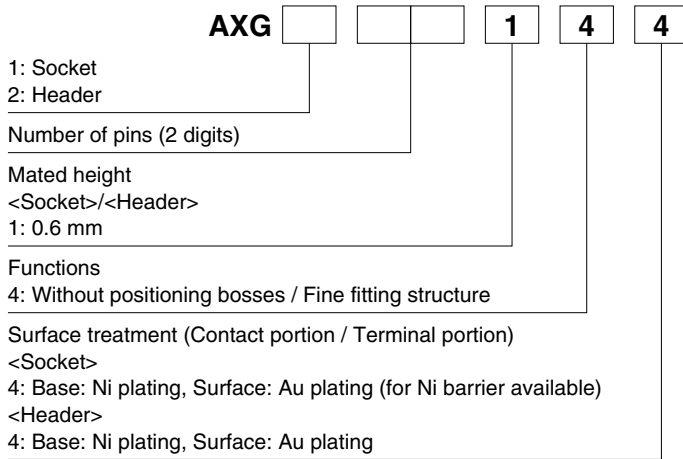 AXG 1 4 4
1: Socket
2: Header
Number of pins (2 digits)
Mated height
<Socket>/<Header>
1: 0.6 mm
Functions
4: Without positioning bosses / Fine fitting structure
Surface treatment (Contact portion / Terminal portion)
<Socket>
4: Base: Ni plating, Surface: Au plating (for Ni barrier available)
<Header>
4: Base: Ni plating, Surface: Au plating